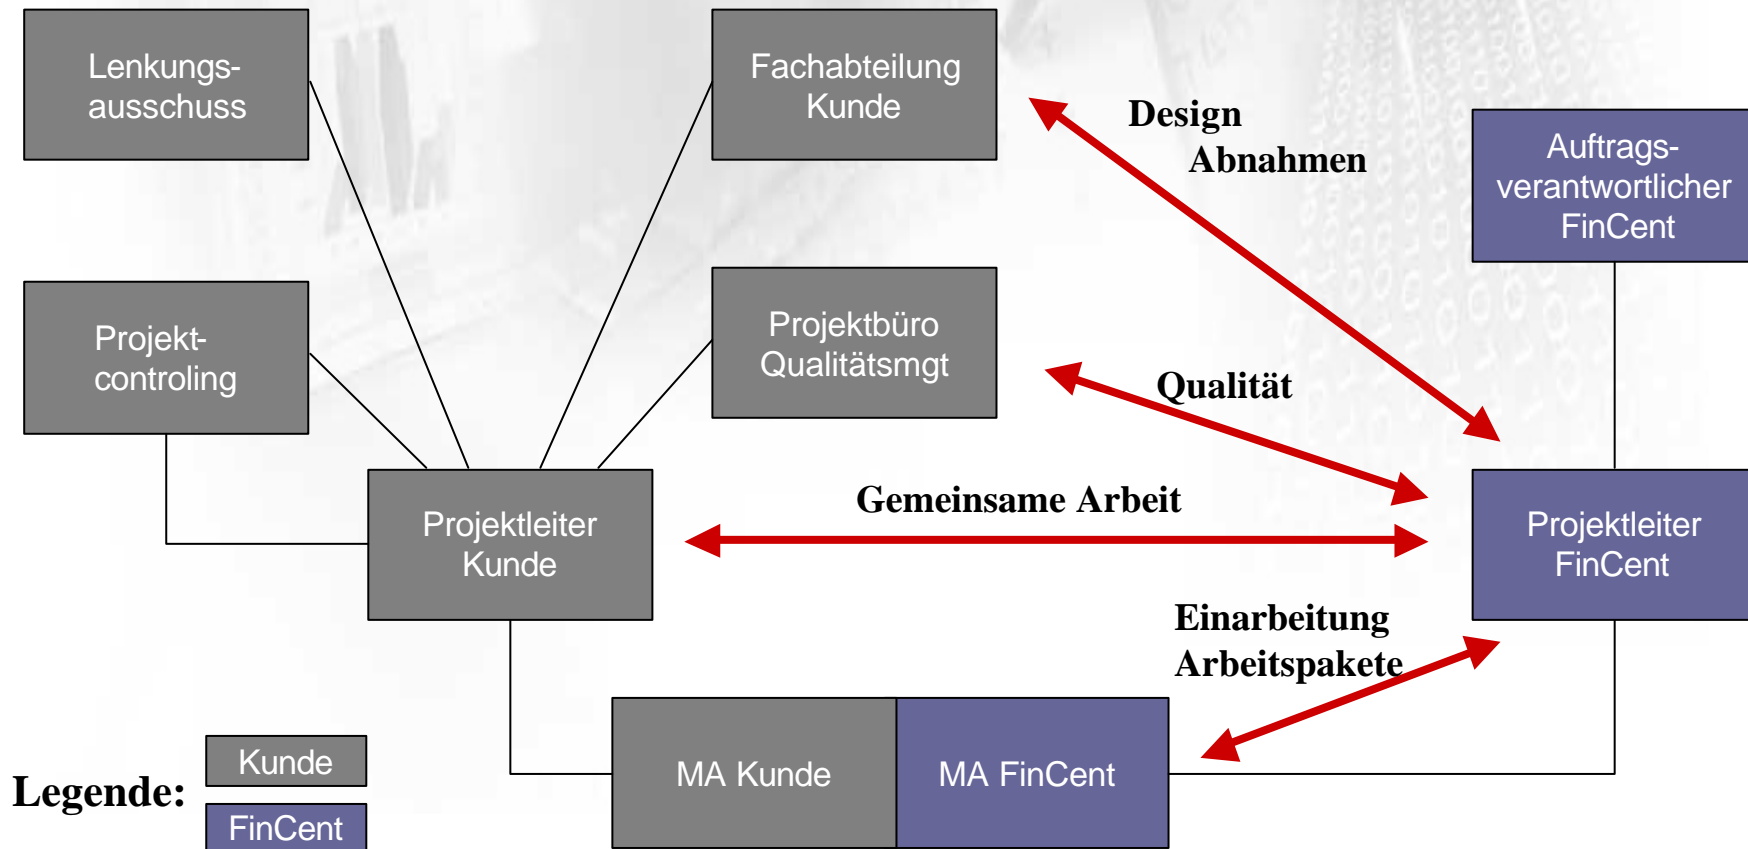 Lenkungs-
ausschuss
Fachabteilung
Kunde
Design
Abnahmen
Auftrags-
verantwortlicher
FinCent
Projekt-
controling
Projektbüro
Qualitätsmgt
Qualität
Projektleiter
Kunde
Gemeinsame Arbeit
Projektleiter
FinCent
Einarbeitung
Arbeitspakete
MA Kunde
MA FinCent
Legende:
Kunde
FinCent